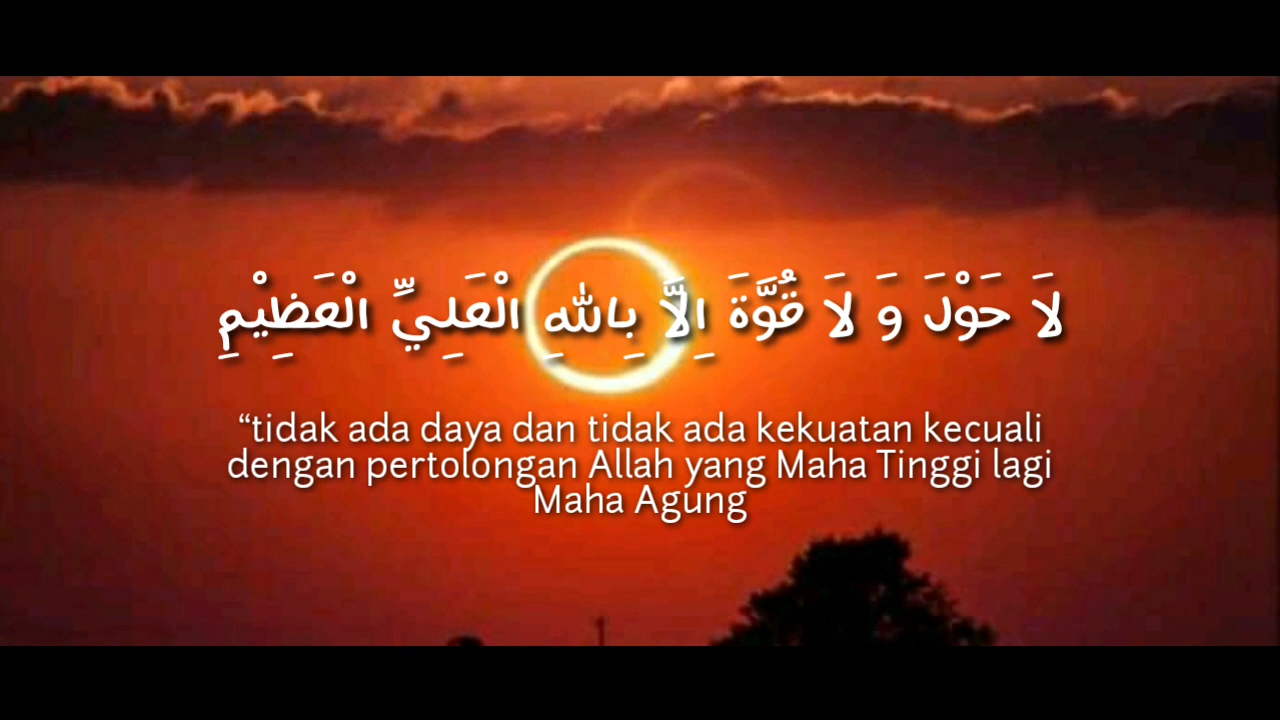 لَا حَوْلَ وَ لَا قُوَّةَ اِلَّا بِاللهِ الْعَلِيِّ الْعَظِيْمِ
“tidak ada daya dan tidak ada kekuatan kecuali
dengan pertolongan Allah yang Maha Tinggi lagi
Maha Agung